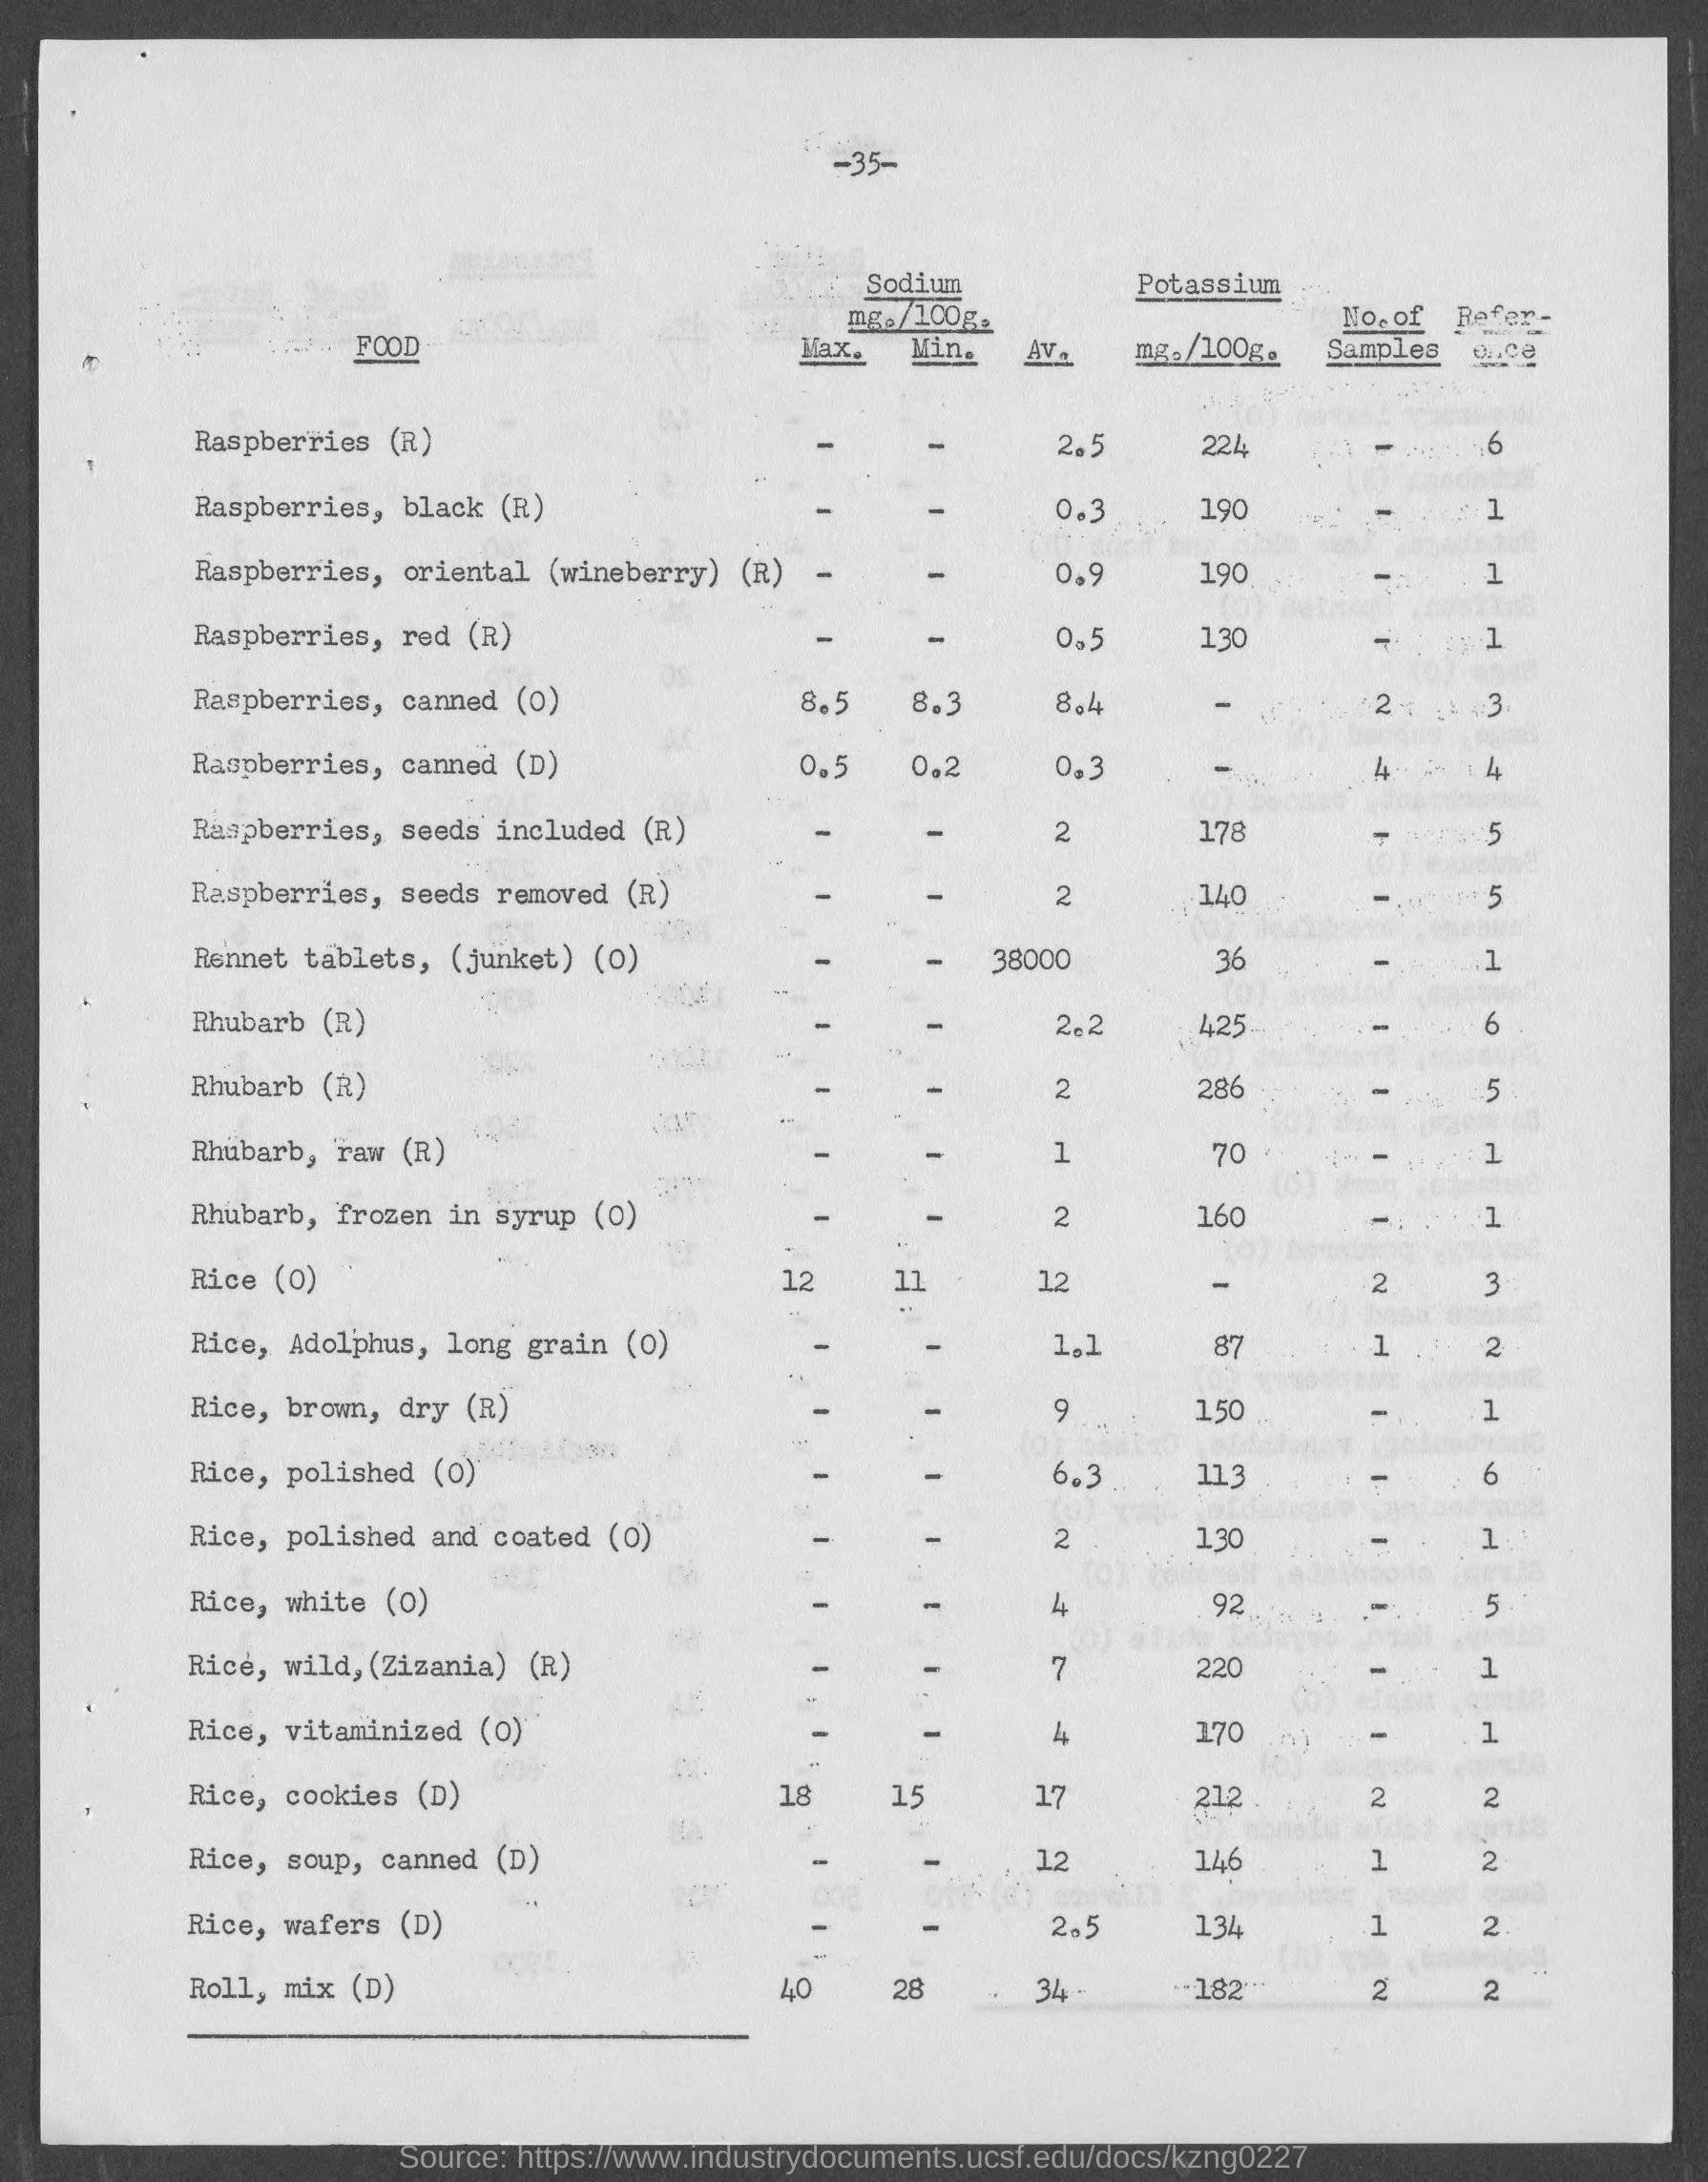 -35-
Sodium Potassium
mg./100g. No. of Refer-
FOOD Max. Min. Av. mg./100g. Samples ence
Raspberries (R) - - 2.5 224 - 6
Raspberries, black (R) - - 0.3 190 - 1
Raspberries, oriental (wineberry) (R) - - 0.9 190 - 1
Raspberries, red (R) - - 0.5 130 - 1
Raspberries, canned (O) 8.5 8.3 8.4 - 2 3
Raspberries, canned (D) 0.5 0.2 0.3 - 4 4
Raspberries, seeds included (R) - - 2 178 - 5
Raspberries, seeds removed (R) - - 2 140 - 5
Rennet tablets, (junket) (O) - - 38000 36 - 1
Rhubarb (R) - - 2.2 425 - 6
Rhubarb (R) - - 2 286 - 5
Rhubarb, raw (R) - - 1 70 - 1
Rhubarb, frozen in syrup (O) - - 2 160 - 1
Rice (O) 12 11 12 - 2 3
Rice, Adolphus, long grain (O) - - 1.1 87 1 2
Rice, brown, dry (R) - - 9 150 - 1
Rice, polished (O) - - 6.3 113 - 6
Rice, polished and coated (O) - - 2 130 - 1
Rice, white (O) - - 4 92 - 5
Rice, wild,(Zizania) (R) - - 7 220 - 1
Rice, vitaminized (O) - - 4 170 - 1
Rice, cookies (D) 18 15 17 212 2 2
Rice, soup, canned (D) - - 12 146 1 2
Rice, wafers (D) - - 2.5 134 1 2
Roll, mix (D) 40 28 34 182 2 2
Source: https://www.industrydocuments.ucsf.edu/docs/kzng0227